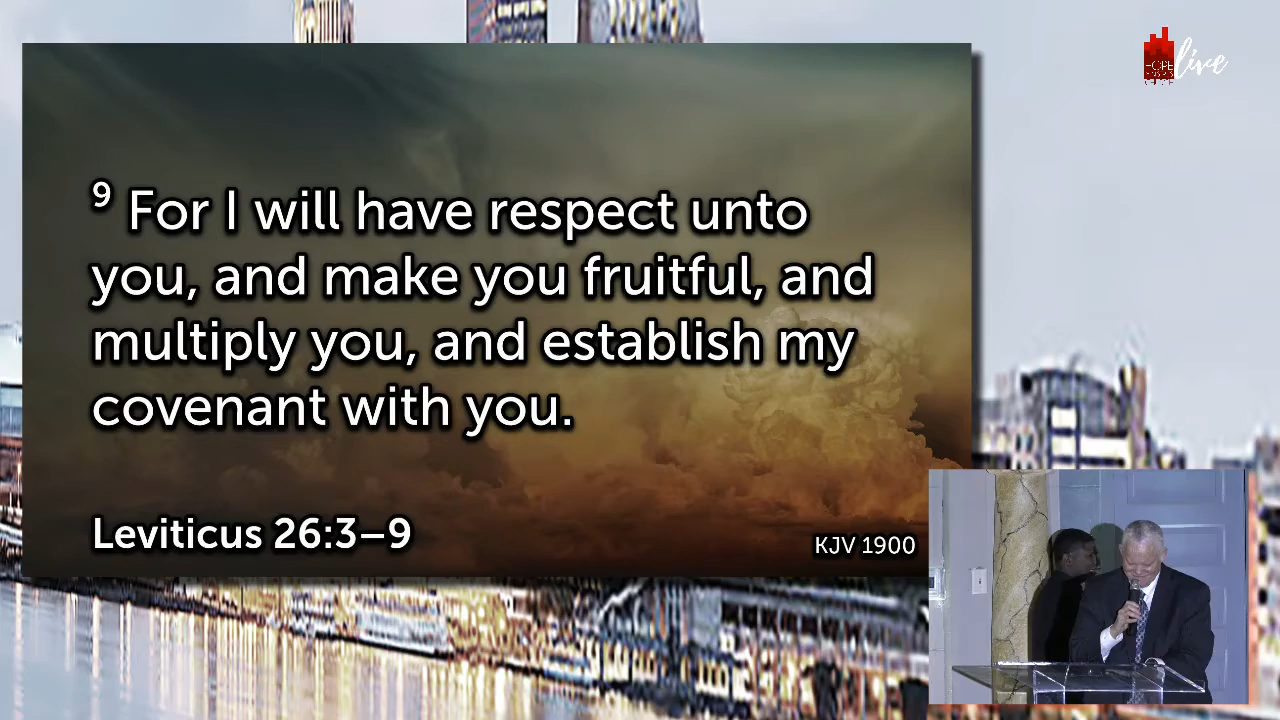 HOPE
live
9 For I will have respect unto
you, and make you fruitful, and
multiply you, and establish my
covenant with you.
Leviticus 26:3–9
KJV 1900